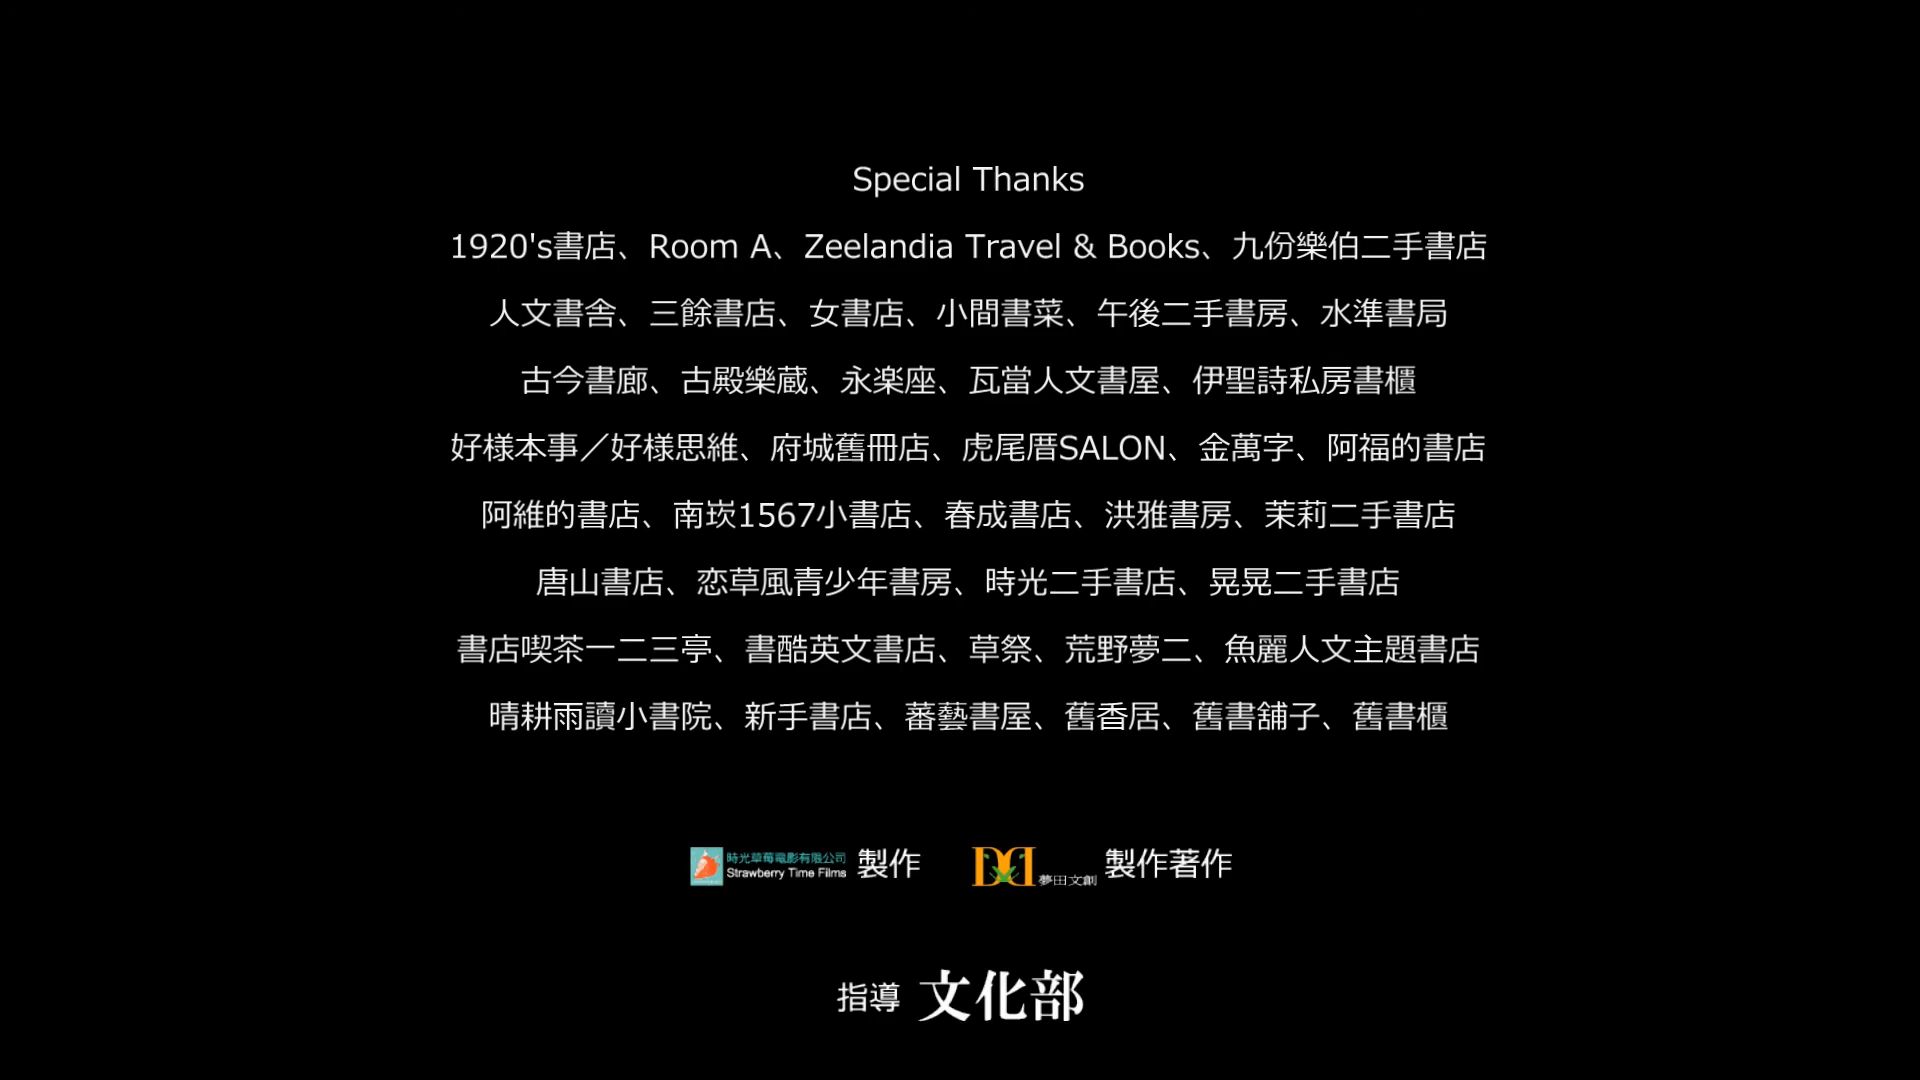 Special Thanks
1920's書店、Room A、Zeelandia Travel & Books、九份樂伯二手書店
人文書舍、三餘書店、女書店、小間書菜、午後二手書房、水準書局
古今書廊、古殿樂蔵、永楽座、瓦當人文書屋、伊聖詩私房書櫃
好樣本事／好樣思維、府城舊冊店、虎尾厝SALON、金萬字、阿福的書店
阿維的書店、南崁1567小書店、春成書店、洪雅書房、茉莉二手書店
唐山書店、恋草風青少年書房、時光二手書店、晃晃二手書店
書店喫茶一二三亭、書酷英文書店、草祭、荒野夢二、魚麗人文主題書店
晴耕雨讀小書院、新手書店、蕃藝書屋、舊香居、舊書舖子、舊書櫃
時光草莓電影有限公司 Strawberry Time Films 製作 夢田文創 製作著作
指導 文化部